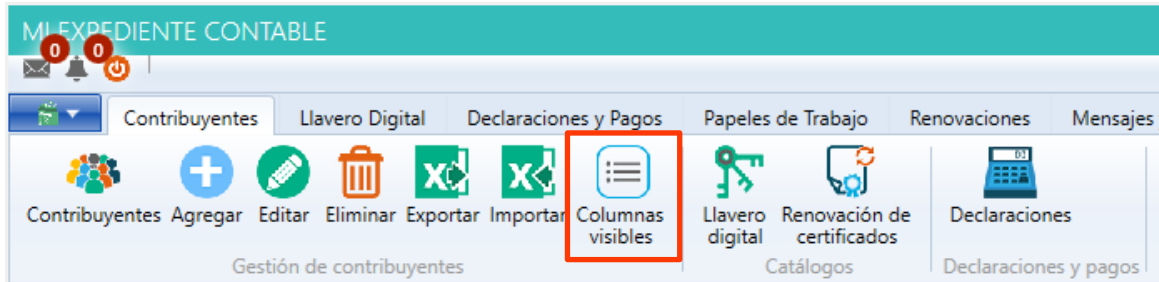 MI EXPEDIENTE CONTABLE
0 0
Contribuyentes Llavero Digital Declaraciones y Pagos Papeles de Trabajo Renovaciones Mensajes
Contribuyentes Agregar Editar Eliminar Exportar Importar Columnas visibles Llavero digital Renovación de certificados Declaraciones
Gestión de contribuyentes Catálogos Declaraciones y pagos